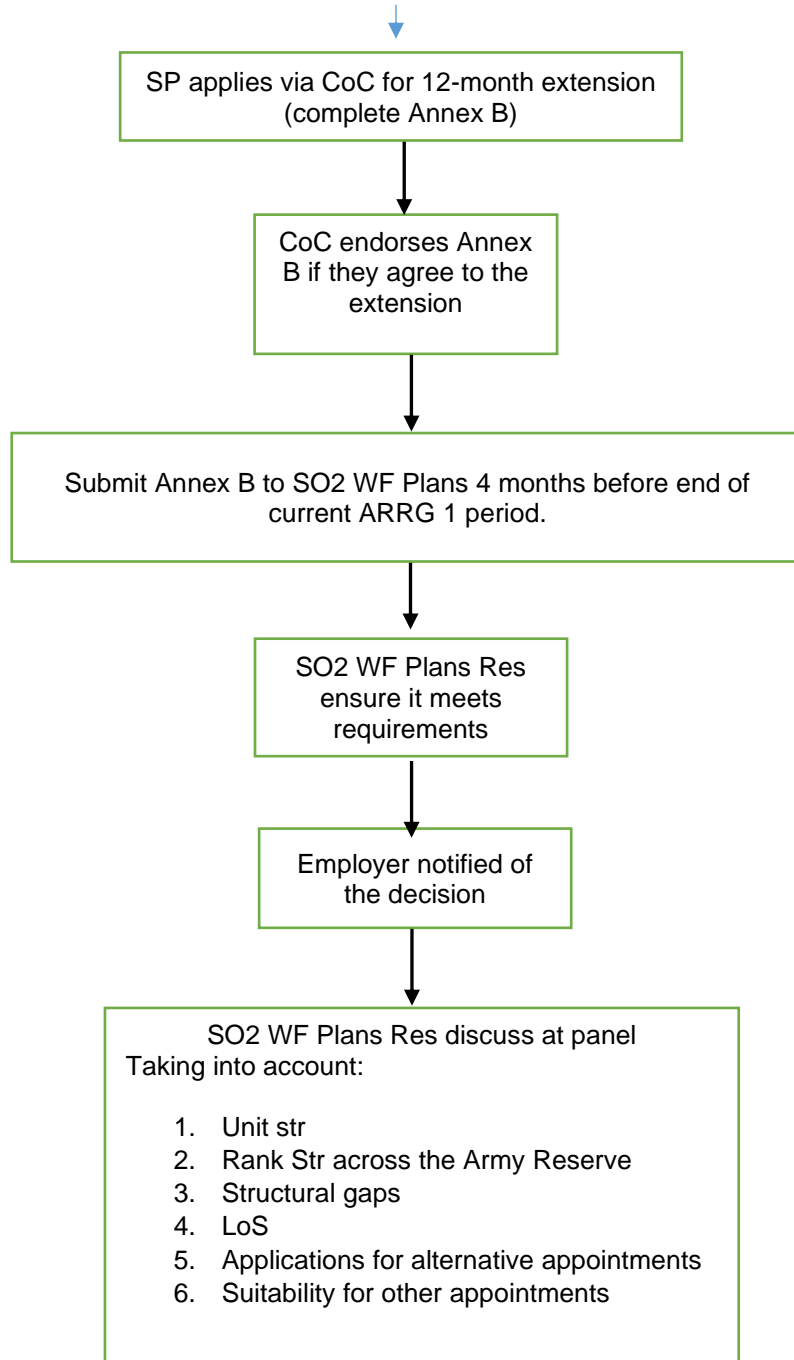 SP applies via CoC for 12-month extension
(complete Annex B)
CoC endorses Annex
B if they agree to the
extension
Submit Annex B to SO2 WF Plans 4 months before end of
current ARRG 1 period.
SO2 WF Plans Res
ensure it meets
requirements
Employer notified of
the decision
SO2 WF Plans Res discuss at panel
Taking into account:
1. Unit str
2. Rank Str across the Army Reserve
3. Structural gaps
4. LoS
5. Applications for alternative appointments
6. Suitability for other appointments